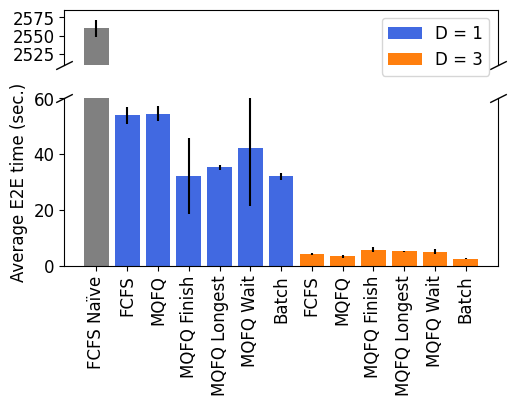 2575
2550
2525
D = 1
D = 3
Average E2E time (sec.)
60
40
20
0
FCFS Naïve
FCFS
MQFQ
MQFQ Finish
MQFQ Longest
MQFQ Wait
Batch
FCFS
MQFQ
MQFQ Finish
MQFQ Longest
MQFQ Wait
Batch